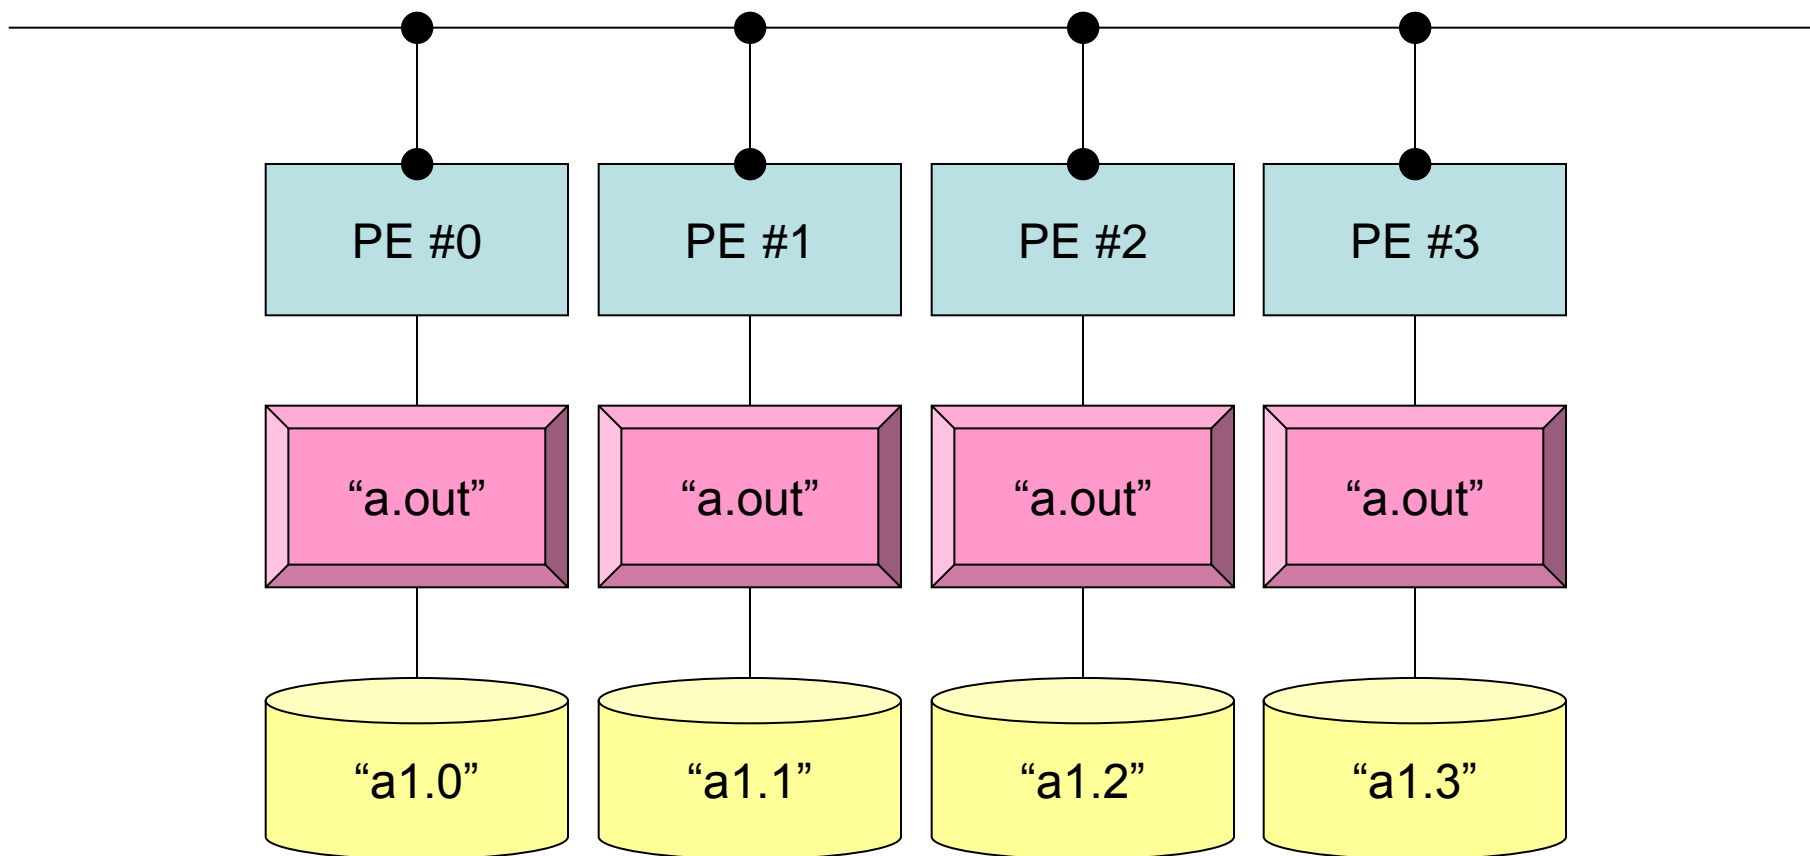 PE #0
PE #1
PE #2
PE #3
“a.out”
“a.out”
“a.out”
“a.out”
“a1.0”
“a1.1”
“a1.2”
“a1.3”